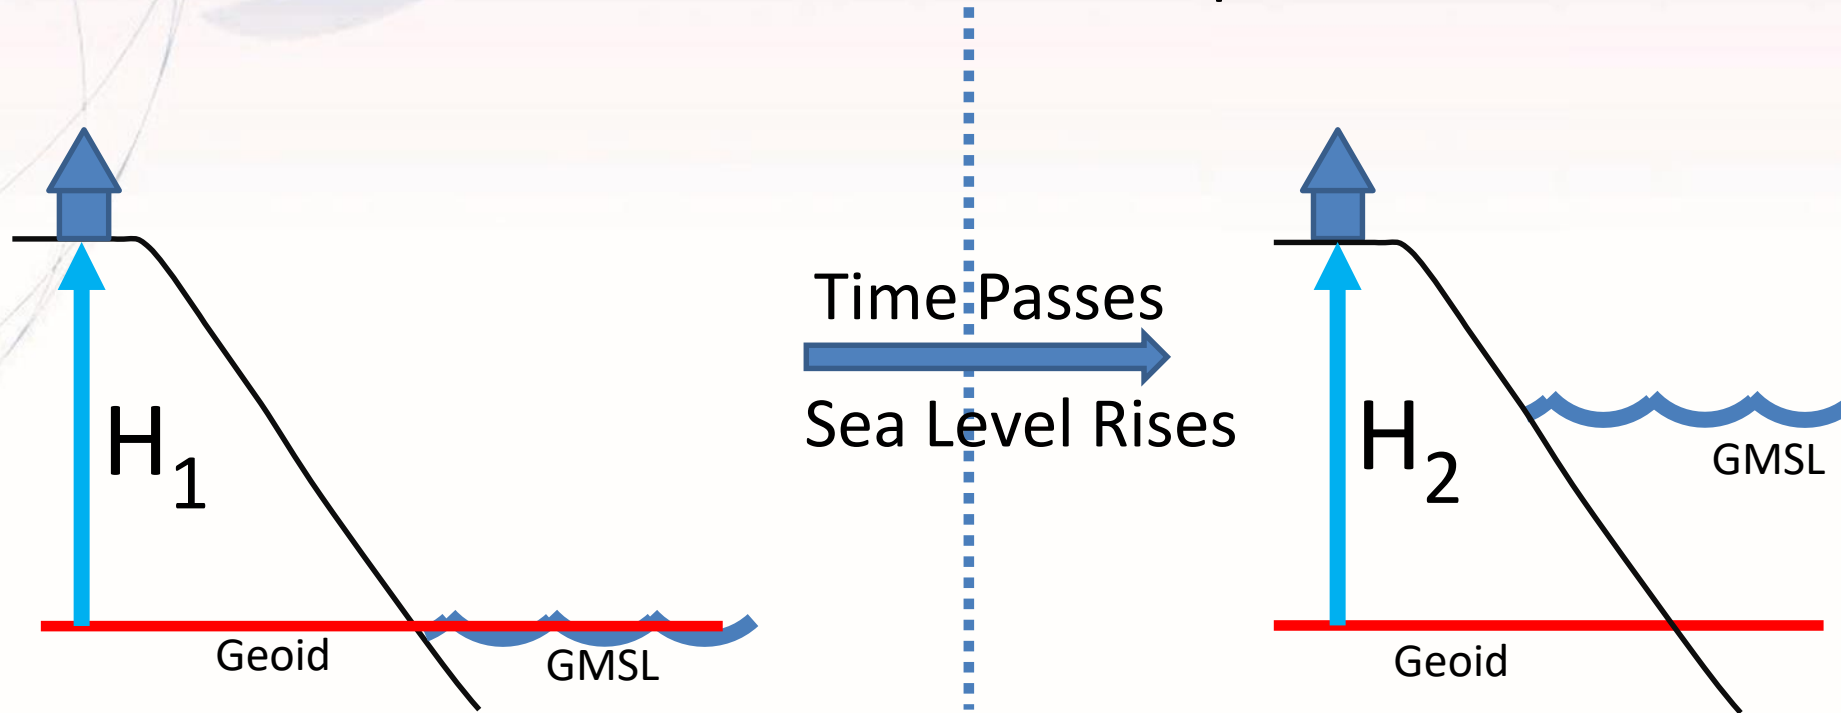 Time Passes
Sea Level Rises
H1
Geoid
GMSL
H2
GMSL
Geoid